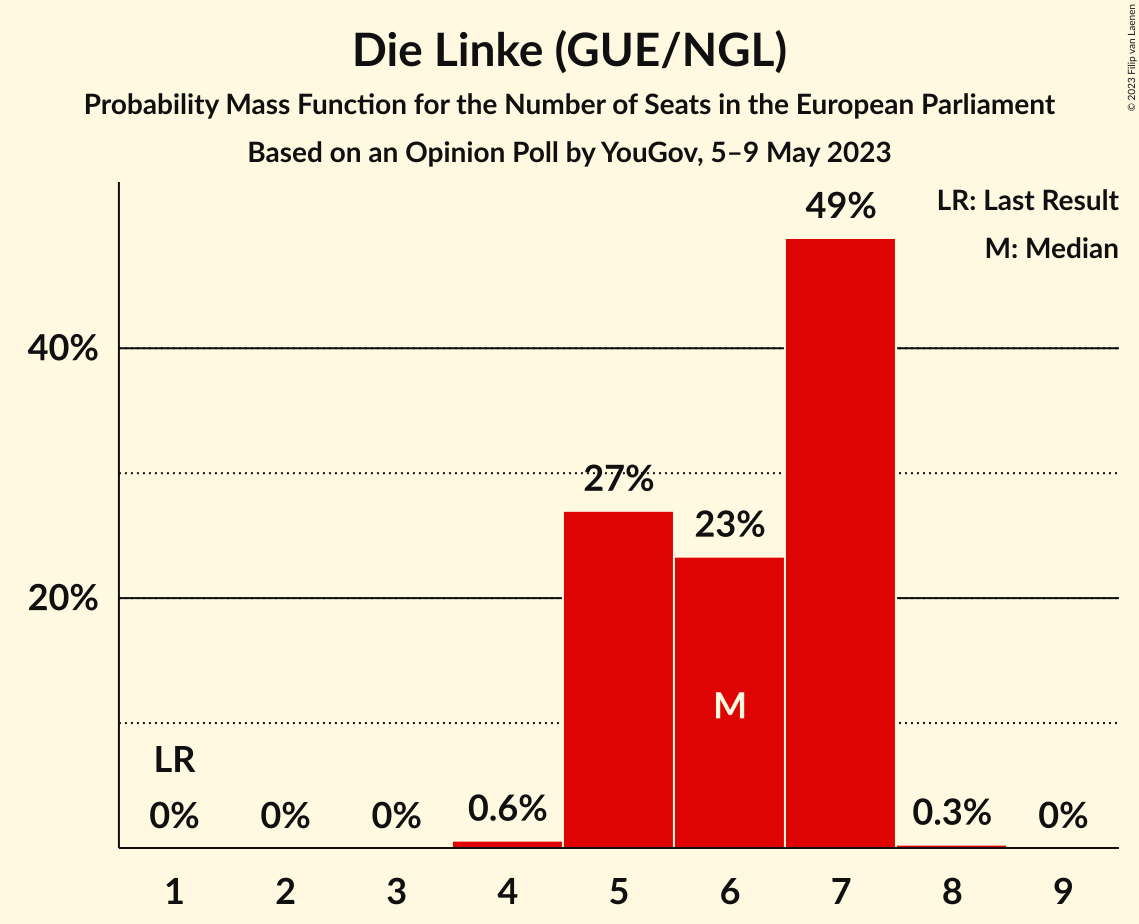 Die Linke (GUE/NGL)
Probability Mass Function for the Number of Seats in the European Parliament
Based on an Opinion Poll by YouGov, 5–9 May 2023
© 2023 Filip van Laenen
LR: Last Result
M: Median
49%
40%
27%
23%
20%
M
LR
0%
0%
0%
0.6%
0.3%
0%
1 2 3 4 5 6 7 8 9